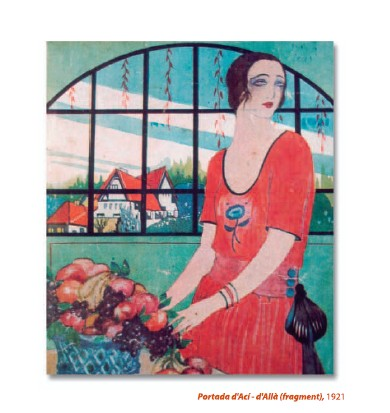 Portada d'Ací - d'Allà (fragment), 1921